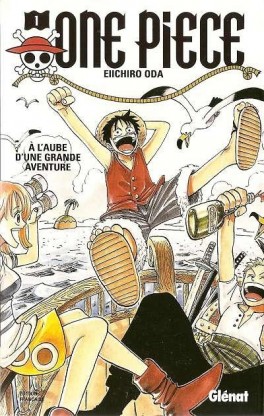 1
ONE PIECE
EIICHIRO ODA
À L'AUBE
D'UNE GRANDE
AVENTURE
Glénat